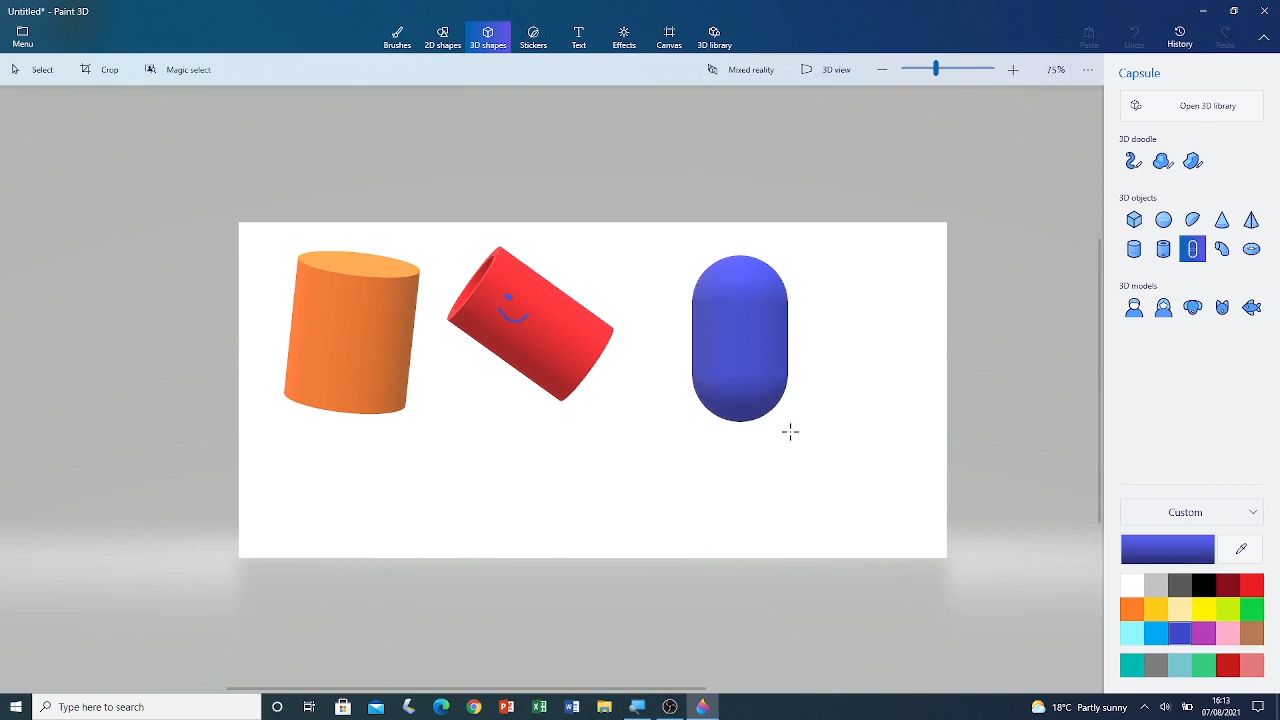 Untitled* - Paint 3D
Menu
Brushes
2D shapes
3D shapes
Stickers
Text
Effects
Canvas
3D library
Paste
Undo
History
Redo
Select
Crop
Magic select
Mixed reality
3D view
75%
Capsule
Open 3D library
3D doodle
3D objects
3D models
Custom
Type here to search
18°C Partly sunny
16:13
07/08/2021